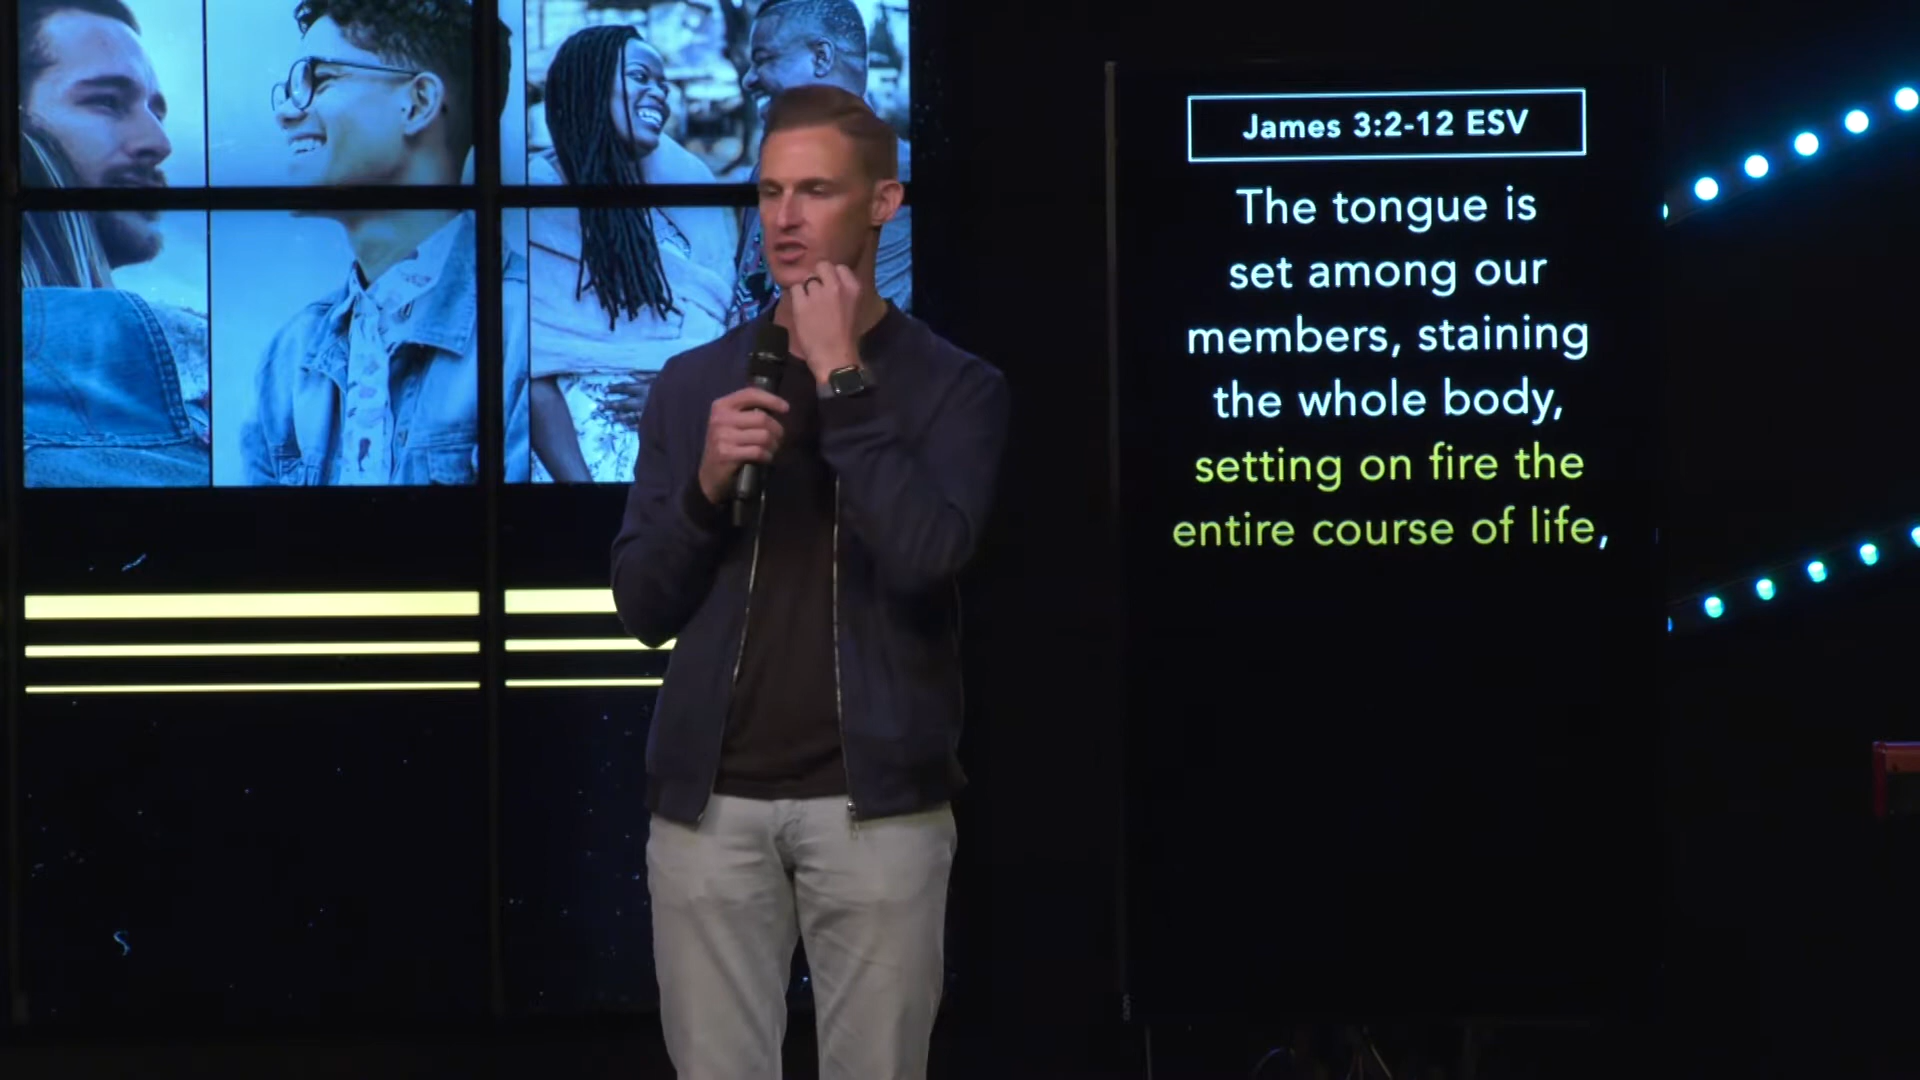 James 3:2-12 ESV
The tongue is
set among our
members, staining
the whole body,
setting on fire the
entire course of life,